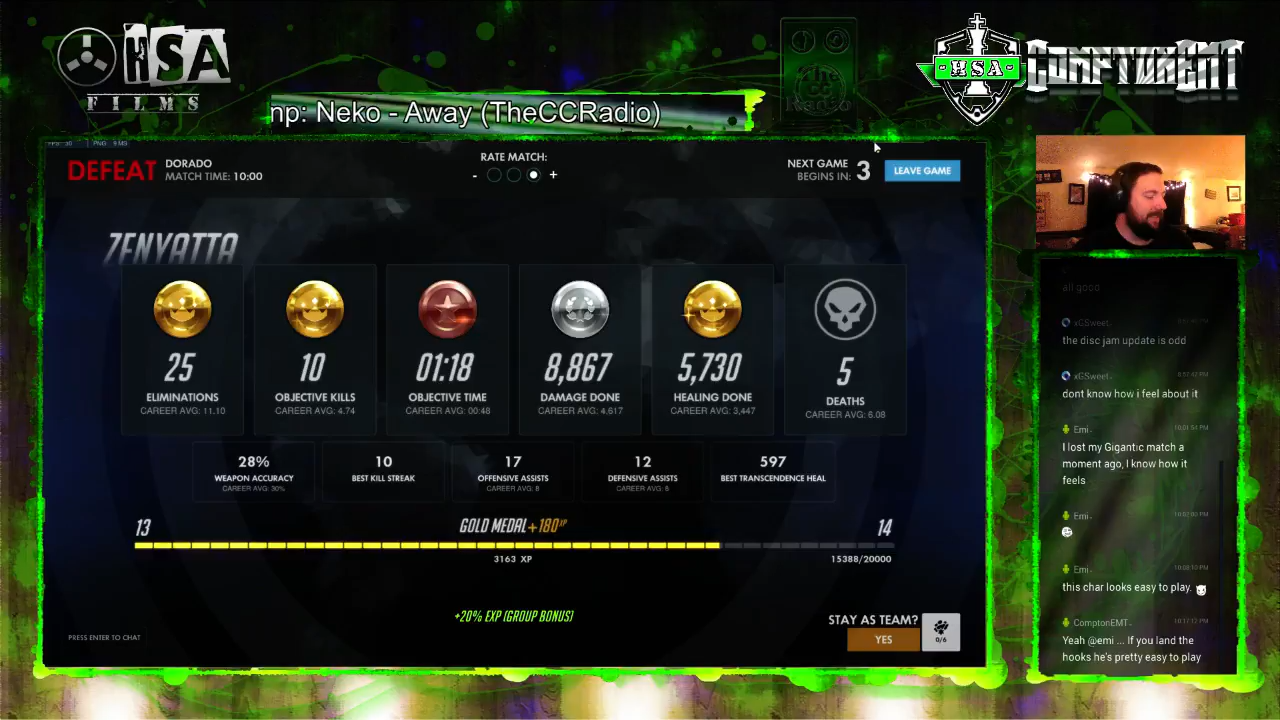 HSA
FILMS
np: Neko - Away (TheCCRadio)
The
Radio
HSA
COMPTONEMT
DEFEAT
DORADO
MATCH TIME: 10:00
RATE MATCH:
- +
NEXT GAME
BEGINS IN: 3
LEAVE GAME
ZENYATTA
25
ELIMINATIONS
CAREER AVG: 11.10
10
OBJECTIVE KILLS
CAREER AVG: 4.74
01:18
OBJECTIVE TIME
CAREER AVG: 00:48
8,867
DAMAGE DONE
CAREER AVG: 4,617
5,730
HEALING DONE
CAREER AVG: 3,447
5
DEATHS
CAREER AVG: 6.08
28%
WEAPON ACCURACY
CAREER AVG: 30%
10
BEST KILL STREAK
17
OFFENSIVE ASSISTS
CAREER AVG: 8
12
DEFENSIVE ASSISTS
CAREER AVG: 6
597
BEST TRANSCENDENCE HEAL
13
GOLD MEDAL +180 XP
14
3163 XP
15388/20000
+20% EXP (GROUP BONUS)
STAY AS TEAM?
YES
0/6
PRESS ENTER TO CHAT
all gooo
xGSweet
the disc jam update is odd
xGSweet
dont know how i feel about it
Emi
I lost my Gigantic match a
moment ago, I know how it
feels
Emi
Emi
this char looks easy to play.
ComptonEMT
Yeah @emi ... If you land the
hooks he's pretty easy to play